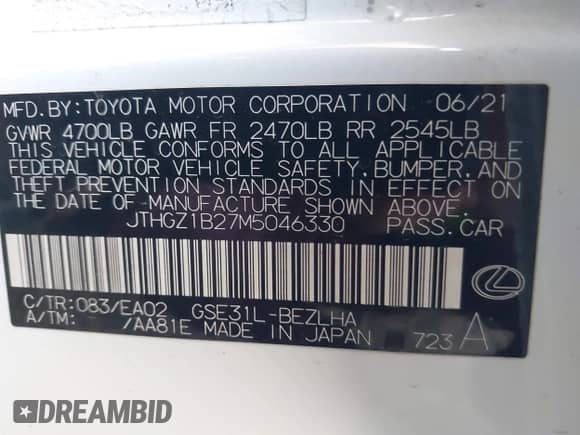 MFD.BY:TOYOTA MOTOR CORPORATION 06/21
GVWR 4700LB GAWR FR 2470LB RR 2545LB
THIS VEHICLE CONFORMS TO ALL APPLICABLE
FEDERAL MOTOR VEHICLE SAFETY,BUMPER,AND
THEFT PREVENTION STANDARDS IN EFFECT ON
THE DATE OF MANUFACTURE SHOWN ABOVE.
JTHGZ1B27M5046330 PASS.CAR
C/TR:083/EA02 GSE31L-BEZLHA
A/TM: /AA81E MADE IN JAPAN 723 A
DREAMBID